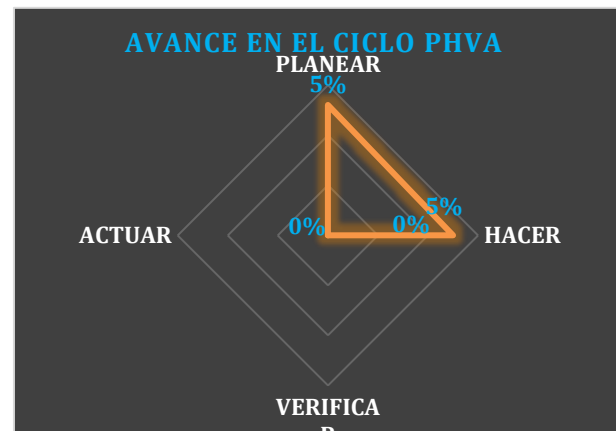 AVANCE EN EL CICLO PHVA
PLANEAR
5%
5%
ACTUAR
0%
0%
HACER
VERIFICA
R